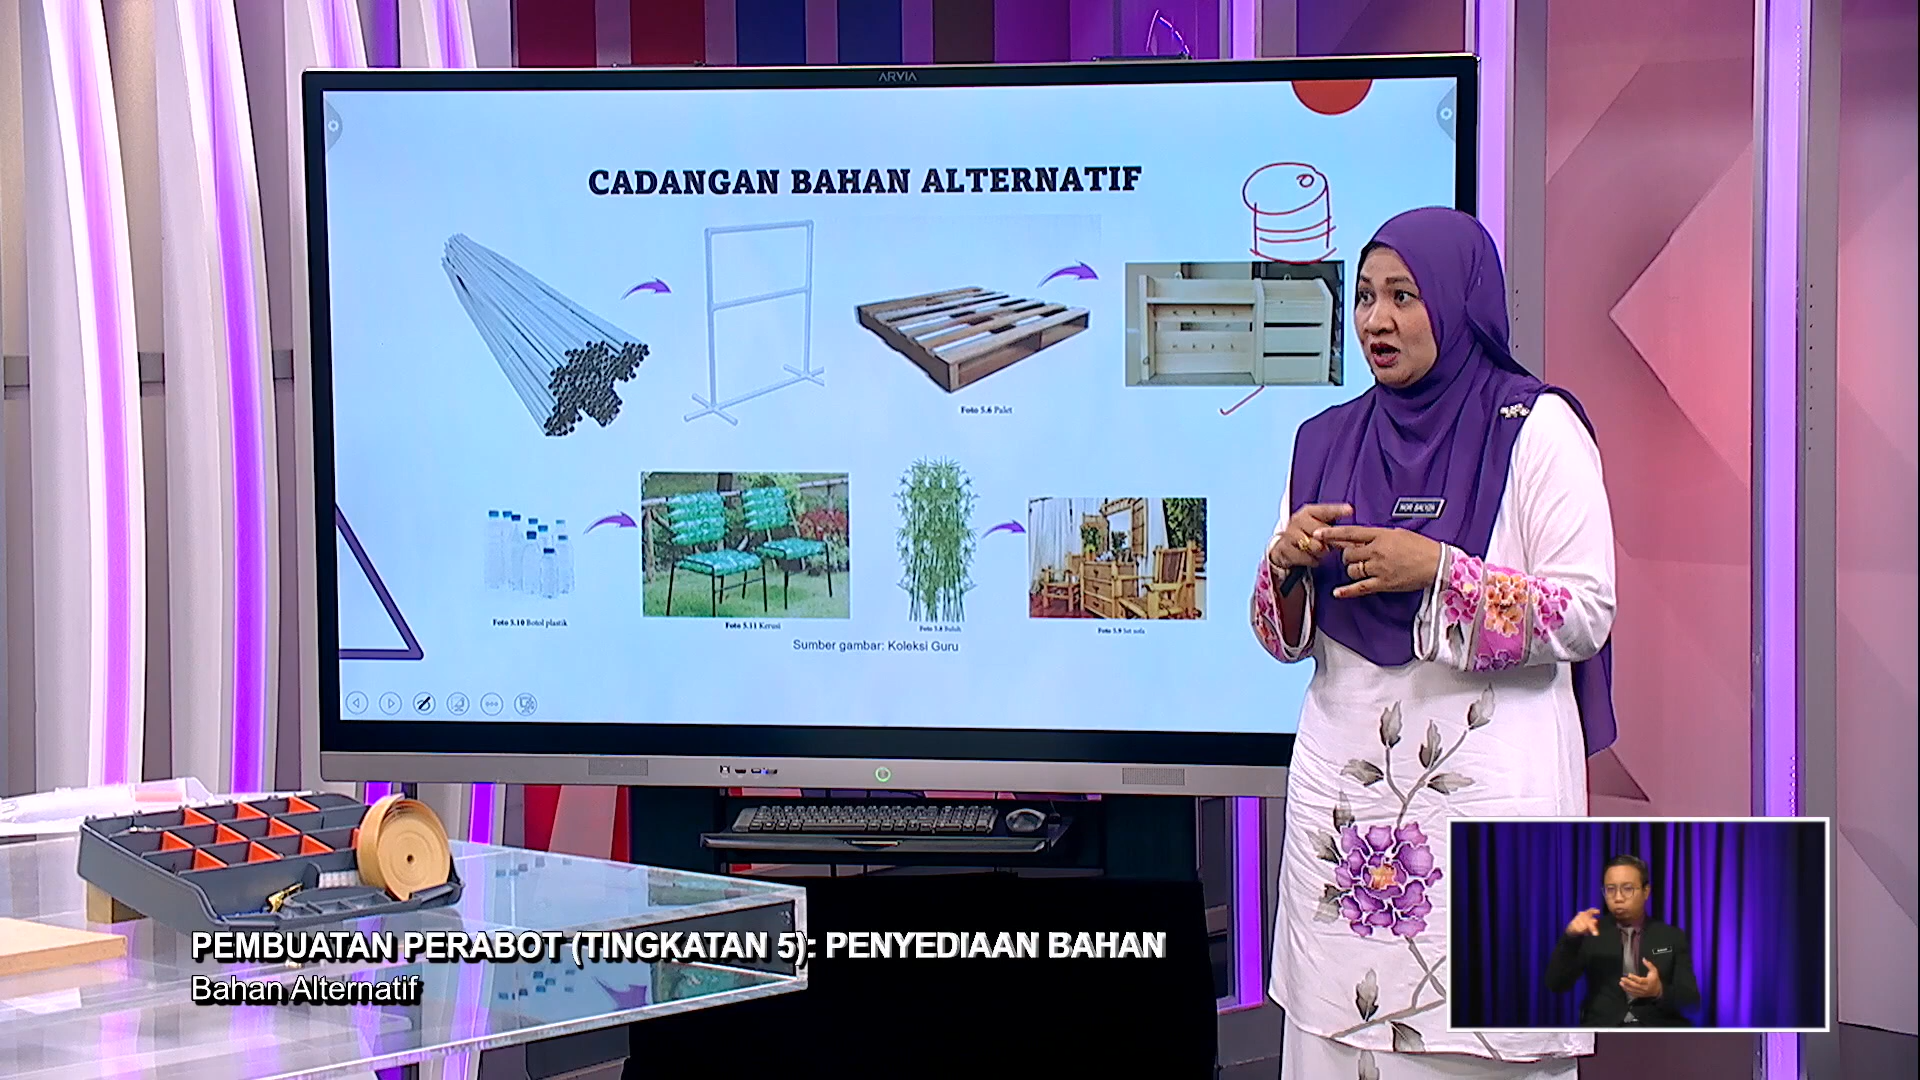 ARVIA
CADANGAN BAHAN ALTERNATIF
Foto 5.6 Palet
Foto 5.10 Botol plastik
Foto 5.11 Kerusi
Foto 5.8 Buluh
Foto 5.9 Set sofa
Sumber gambar: Koleksi Guru
PEMBUATAN PERABOT (TINGKATAN 5): PENYEDIAAN BAHAN
Bahan Alternatif